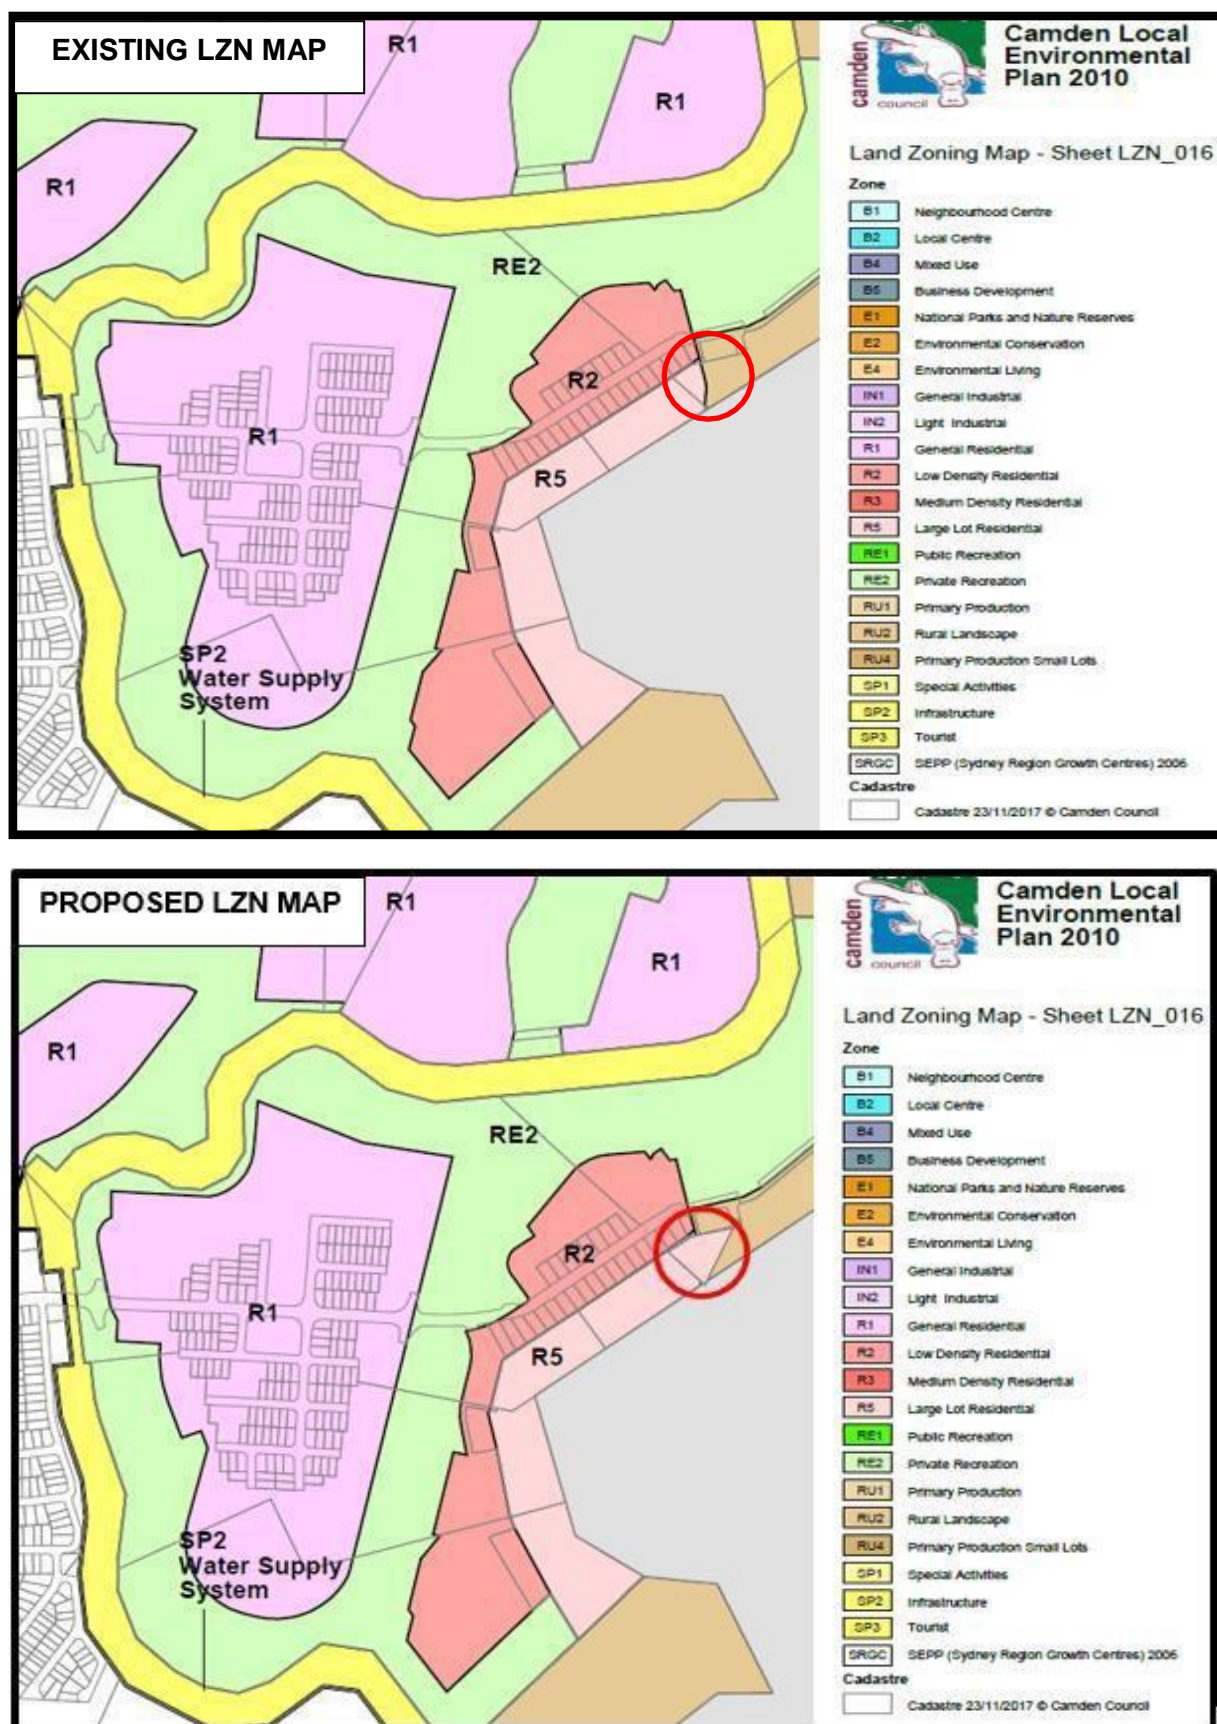 EXISTING LZN MAP
R1
R1
R1
RE2
R2
R1
R5
SP2
Water Supply
System
camden
council
Camden Local
Environmental
Plan 2010
Land Zoning Map - Sheet LZN_016
Zone
B1 Neighbourhood Centre
B2 Local Centre
B4 Mixed Use
B5 Business Development
E1 National Parks and Nature Reserves
E2 Environmental Conservation
E4 Environmental Living
IN1 General Industrial
IN2 Light Industrial
R1 General Residential
R2 Low Density Residential
R3 Medium Density Residential
R5 Large Lot Residential
RE1 Public Recreation
RE2 Private Recreation
RU1 Primary Production
RU2 Rural Landscape
RU4 Primary Production Small Lots
SP1 Special Activities
SP2 Infrastructure
SP3 Tourist
SRGC SEPP (Sydney Region Growth Centres) 2006
Cadastre
Cadastre 23/11/2017 © Camden Council
PROPOSED LZN MAP
R1
R1
R1
RE2
R2
R1
R5
SP2
Water Supply
System
camden
council
Camden Local
Environmental
Plan 2010
Land Zoning Map - Sheet LZN_016
Zone
B1 Neighbourhood Centre
B2 Local Centre
B4 Mixed Use
B5 Business Development
E1 National Parks and Nature Reserves
E2 Environmental Conservation
E4 Environmental Living
IN1 General Industrial
IN2 Light Industrial
R1 General Residential
R2 Low Density Residential
R3 Medium Density Residential
R5 Large Lot Residential
RE1 Public Recreation
RE2 Private Recreation
RU1 Primary Production
RU2 Rural Landscape
RU4 Primary Production Small Lots
SP1 Special Activities
SP2 Infrastructure
SP3 Tourist
SRGC SEPP (Sydney Region Growth Centres) 2006
Cadastre
Cadastre 23/11/2017 © Camden Council